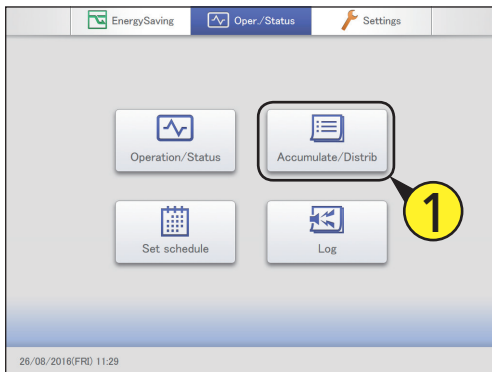 EnergySaving
Oper./Status
Settings
Operation/Status
Accumulate/Distrib
1
Set schedule
Log
26/08/2016(FRI) 11:29